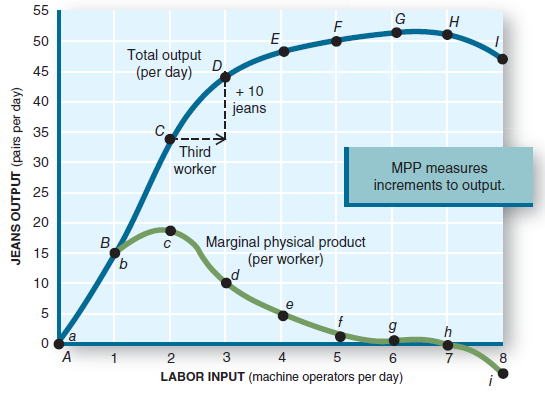 55
50
45
40
35
30
25
20
15
10
5
0
JEANS OUTPUT (pairs per day)
Total output
(per day)
A
B
C
D
E
F
G
H
I
+ 10
jeans
Third
worker
MPP measures
increments to output.
Marginal physical product
(per worker)
a
b
c
d
e
f
g
h
i
1 2 3 4 5 6 7 8
LABOR INPUT (machine operators per day)